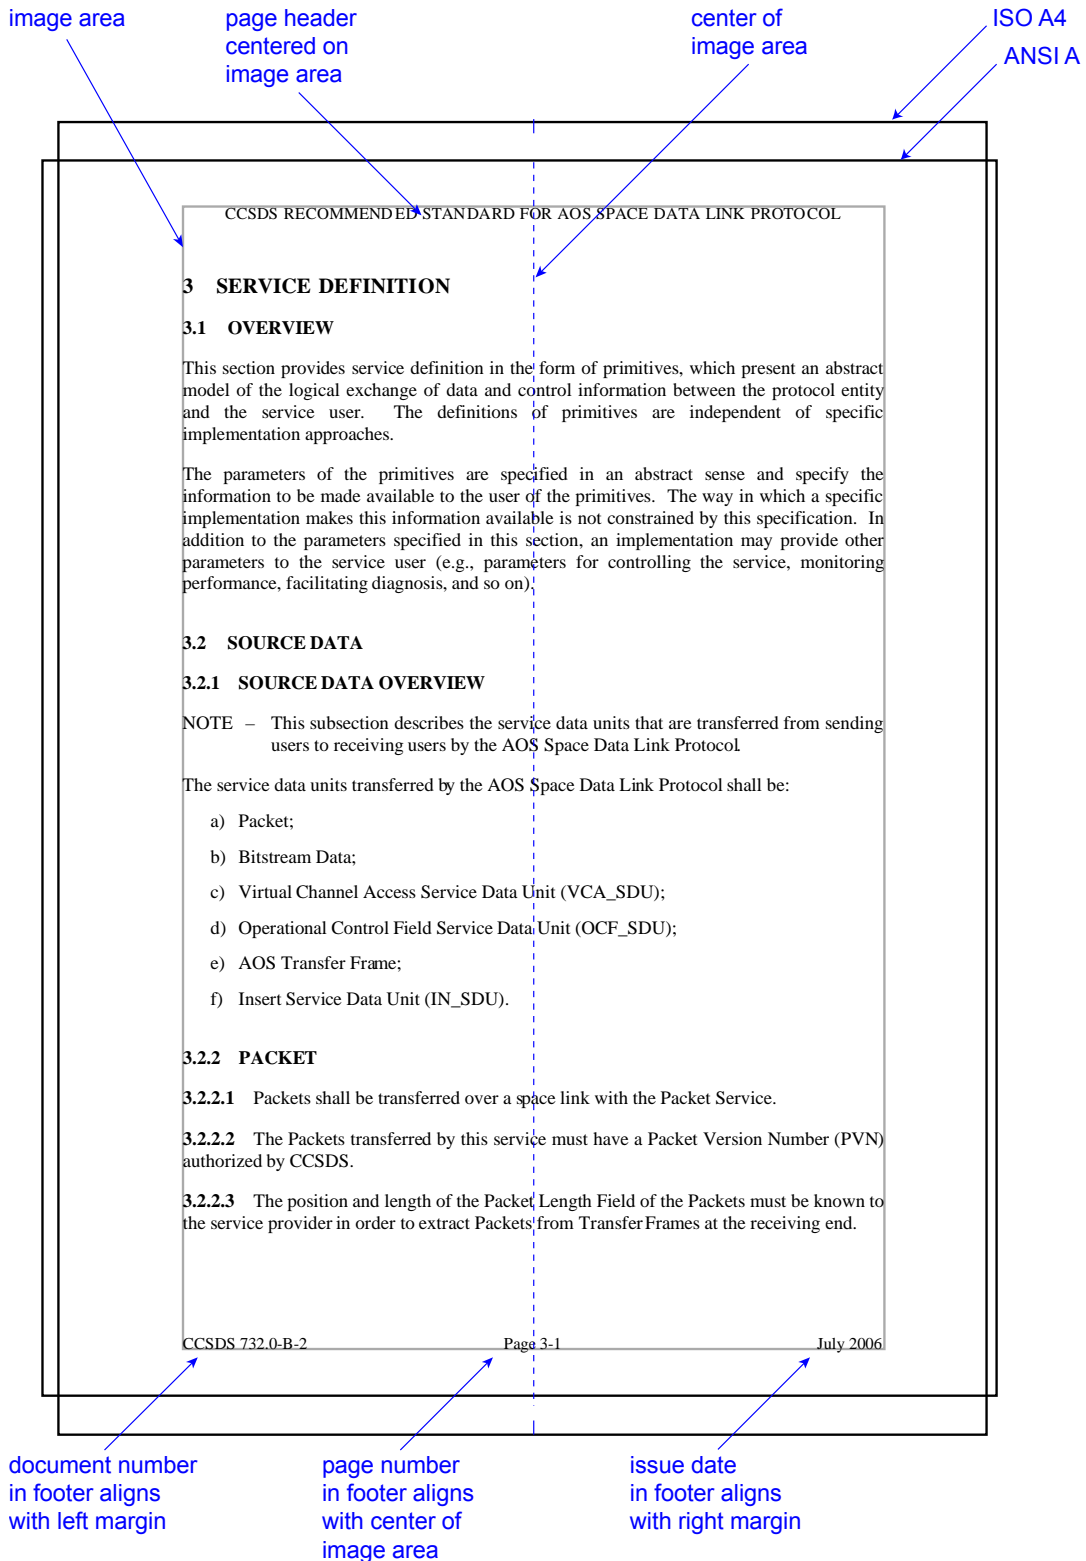 image area
page header
centered on
image area
center of
image area
ISO A4
ANSI A
CCSDS RECOMMENDED STANDARD FOR AOS SPACE DATA LINK PROTOCOL
3 SERVICE DEFINITION
3.1 OVERVIEW
This section provides service definition in the form of primitives, which present an abstract
model of the logical exchange of data and control information between the protocol entity
and the service user. The definitions of primitives are independent of specific
implementation approaches.
The parameters of the primitives are specified in an abstract sense and specify the
information to be made available to the user of the primitives. The way in which a specific
implementation makes this information available is not constrained by this specification. In
addition to the parameters specified in this section, an implementation may provide other
parameters to the service user (e.g., parameters for controlling the service, monitoring
performance, facilitating diagnosis, and so on).
3.2 SOURCE DATA
3.2.1 SOURCE DATA OVERVIEW
NOTE – This subsection describes the service data units that are transferred from sending
users to receiving users by the AOS Space Data Link Protocol.
The service data units transferred by the AOS Space Data Link Protocol shall be:
a) Packet;
b) Bitstream Data;
c) Virtual Channel Access Service Data Unit (VCA_SDU);
d) Operational Control Field Service Data Unit (OCF_SDU);
e) AOS Transfer Frame;
f) Insert Service Data Unit (IN_SDU).
3.2.2 PACKET
3.2.2.1 Packets shall be transferred over a space link with the Packet Service.
3.2.2.2 The Packets transferred by this service must have a Packet Version Number (PVN)
authorized by CCSDS.
3.2.2.3 The position and length of the Packet Length Field of the Packets must be known to
the service provider in order to extract Packets from Transfer Frames at the receiving end.
CCSDS 732.0-B-2 Page 3-1 July 2006
document number
in footer aligns
with left margin
page number
in footer aligns
with center of
image area
issue date
in footer aligns
with right margin